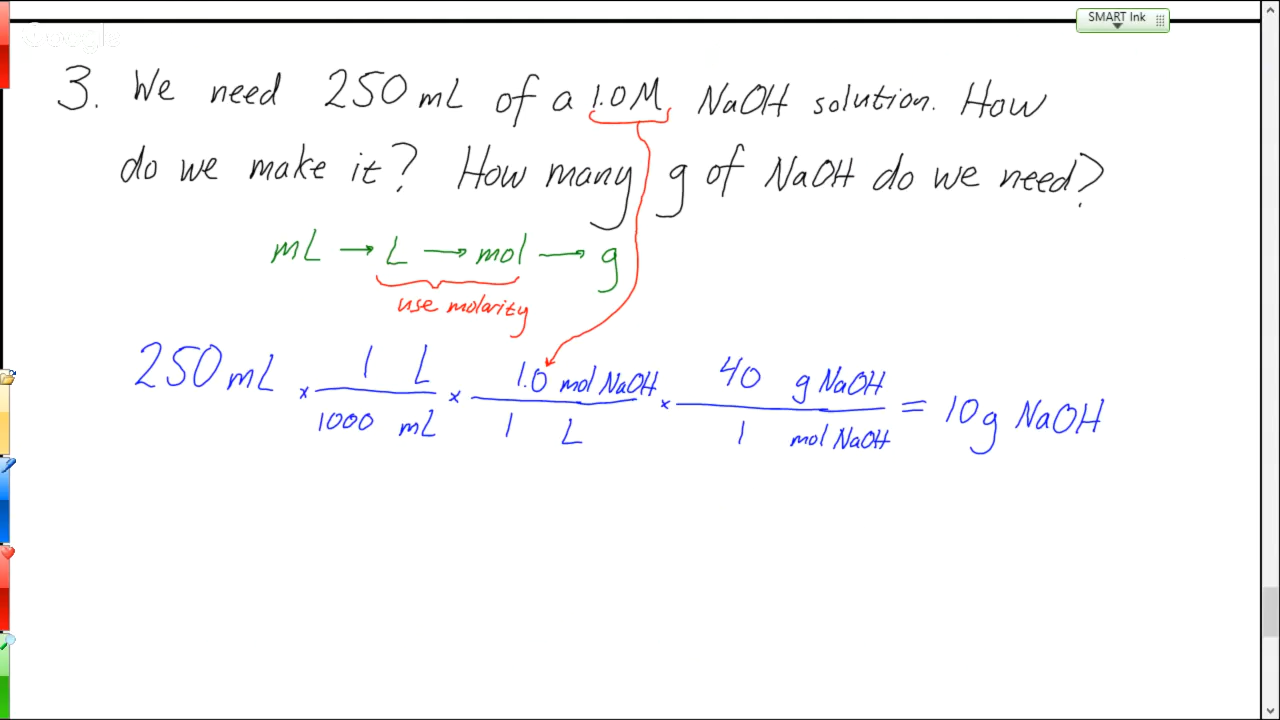 SMART Ink
Google
3. We need 250 mL of a 1.0 M NaOH solution. How
do we make it? How many g of NaOH do we need?
mL → L → mol → g
use molarity
250 mL × 1 L / 1000 mL × 1.0 mol NaOH / 1 L × 40 g NaOH / 1 mol NaOH = 10 g NaOH